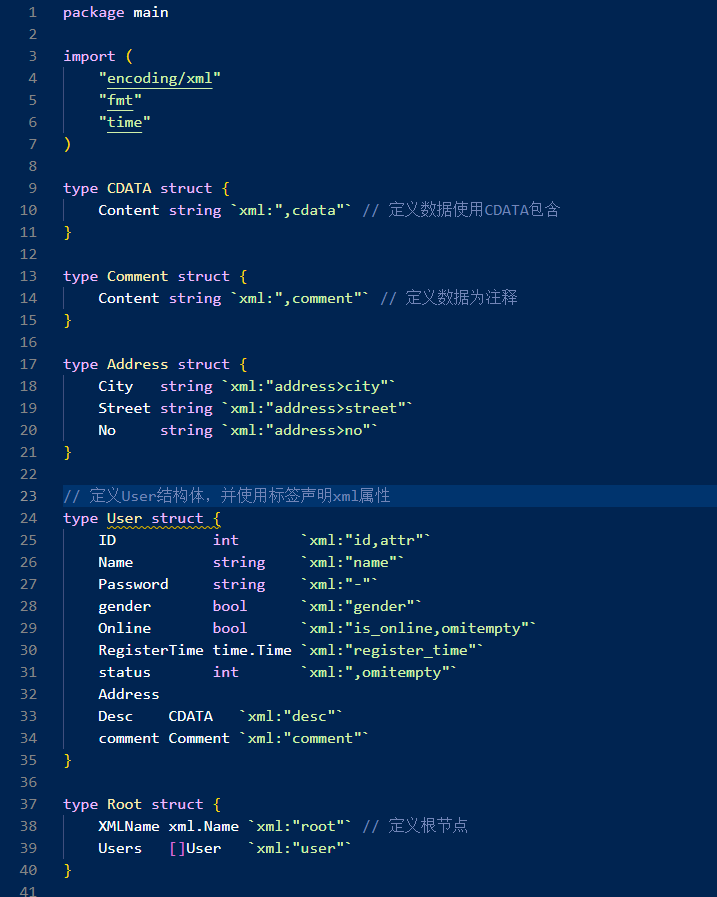 1 package main
2
3 import (
4 "encoding/xml"
5 "fmt"
6 "time"
7 )
8
9 type CDATA struct {
10 Content string `xml:",cdata"` // 定义数据使用CDATA包含
11 }
12
13 type Comment struct {
14 Content string `xml:",comment"` // 定义数据为注释
15 }
16
17 type Address struct {
18 City string `xml:"address>city"`
19 Street string `xml:"address>street"`
20 No string `xml:"address>no"`
21 }
22
23 // 定义User结构体，并使用标签声明xml属性
24 type User struct {
25 ID int `xml:"id,attr"`
26 Name string `xml:"name"`
27 Password string `xml:"-"`
28 gender bool `xml:"gender"`
29 Online bool `xml:"is_online,omitempty"`
30 RegisterTime time.Time `xml:"register_time"`
31 status int `xml:",omitempty"`
32 Address
33 Desc CDATA `xml:"desc"`
34 comment Comment `xml:"comment"`
35 }
36
37 type Root struct {
38 XMLName xml.Name `xml:"root"` // 定义根节点
39 Users []User `xml:"user"`
40 }
41